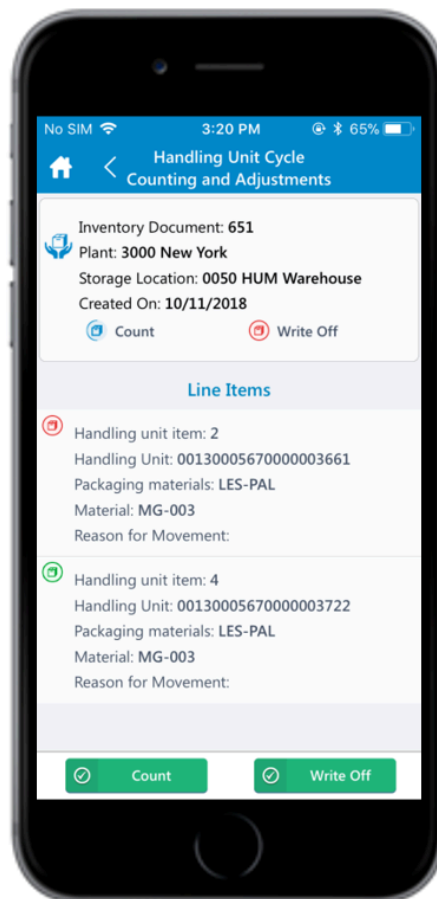 No SIM 3:20 PM 65%
Handling Unit Cycle
Counting and Adjustments
Inventory Document: 651
Plant: 3000 New York
Storage Location: 0050 HUM Warehouse
Created On: 10/11/2018
Count Write Off
Line Items
Handling unit item: 2
Handling Unit: 00130005670000003661
Packaging materials: LES-PAL
Material: MG-003
Reason for Movement:
Handling unit item: 4
Handling Unit: 00130005670000003722
Packaging materials: LES-PAL
Material: MG-003
Reason for Movement:
Count Write Off